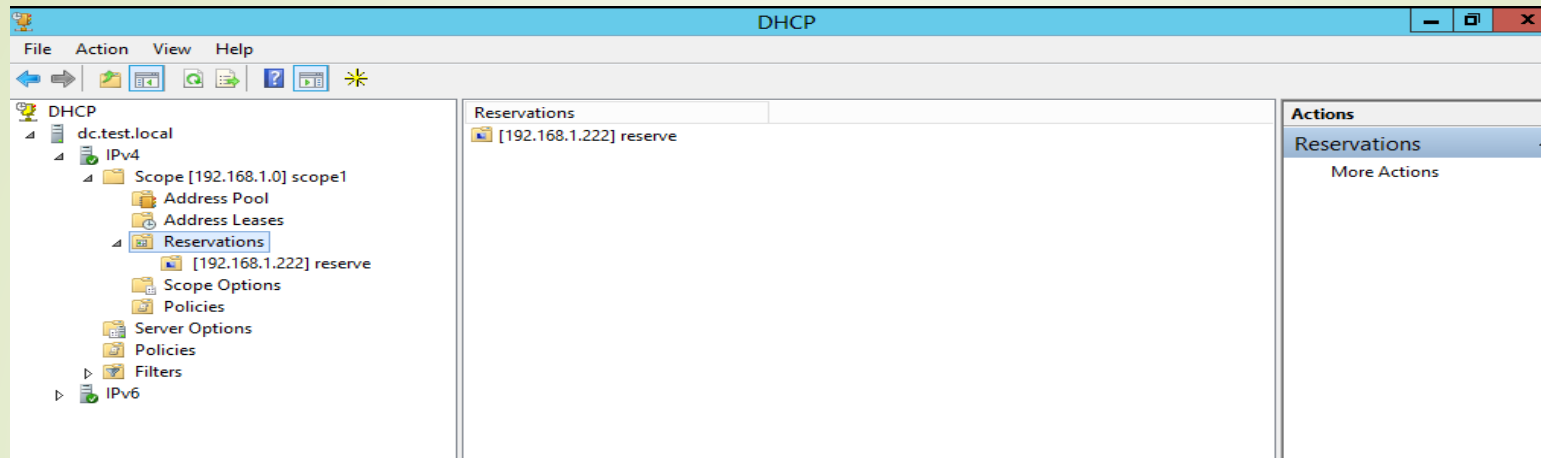 DHCP
File Action View Help
DHCP
dc.test.local
IPv4
Scope [192.168.1.0] scope1
Address Pool
Address Leases
Reservations
[192.168.1.222] reserve
Scope Options
Policies
Server Options
Policies
Filters
IPv6
Reservations
[192.168.1.222] reserve
Actions
Reservations
More Actions